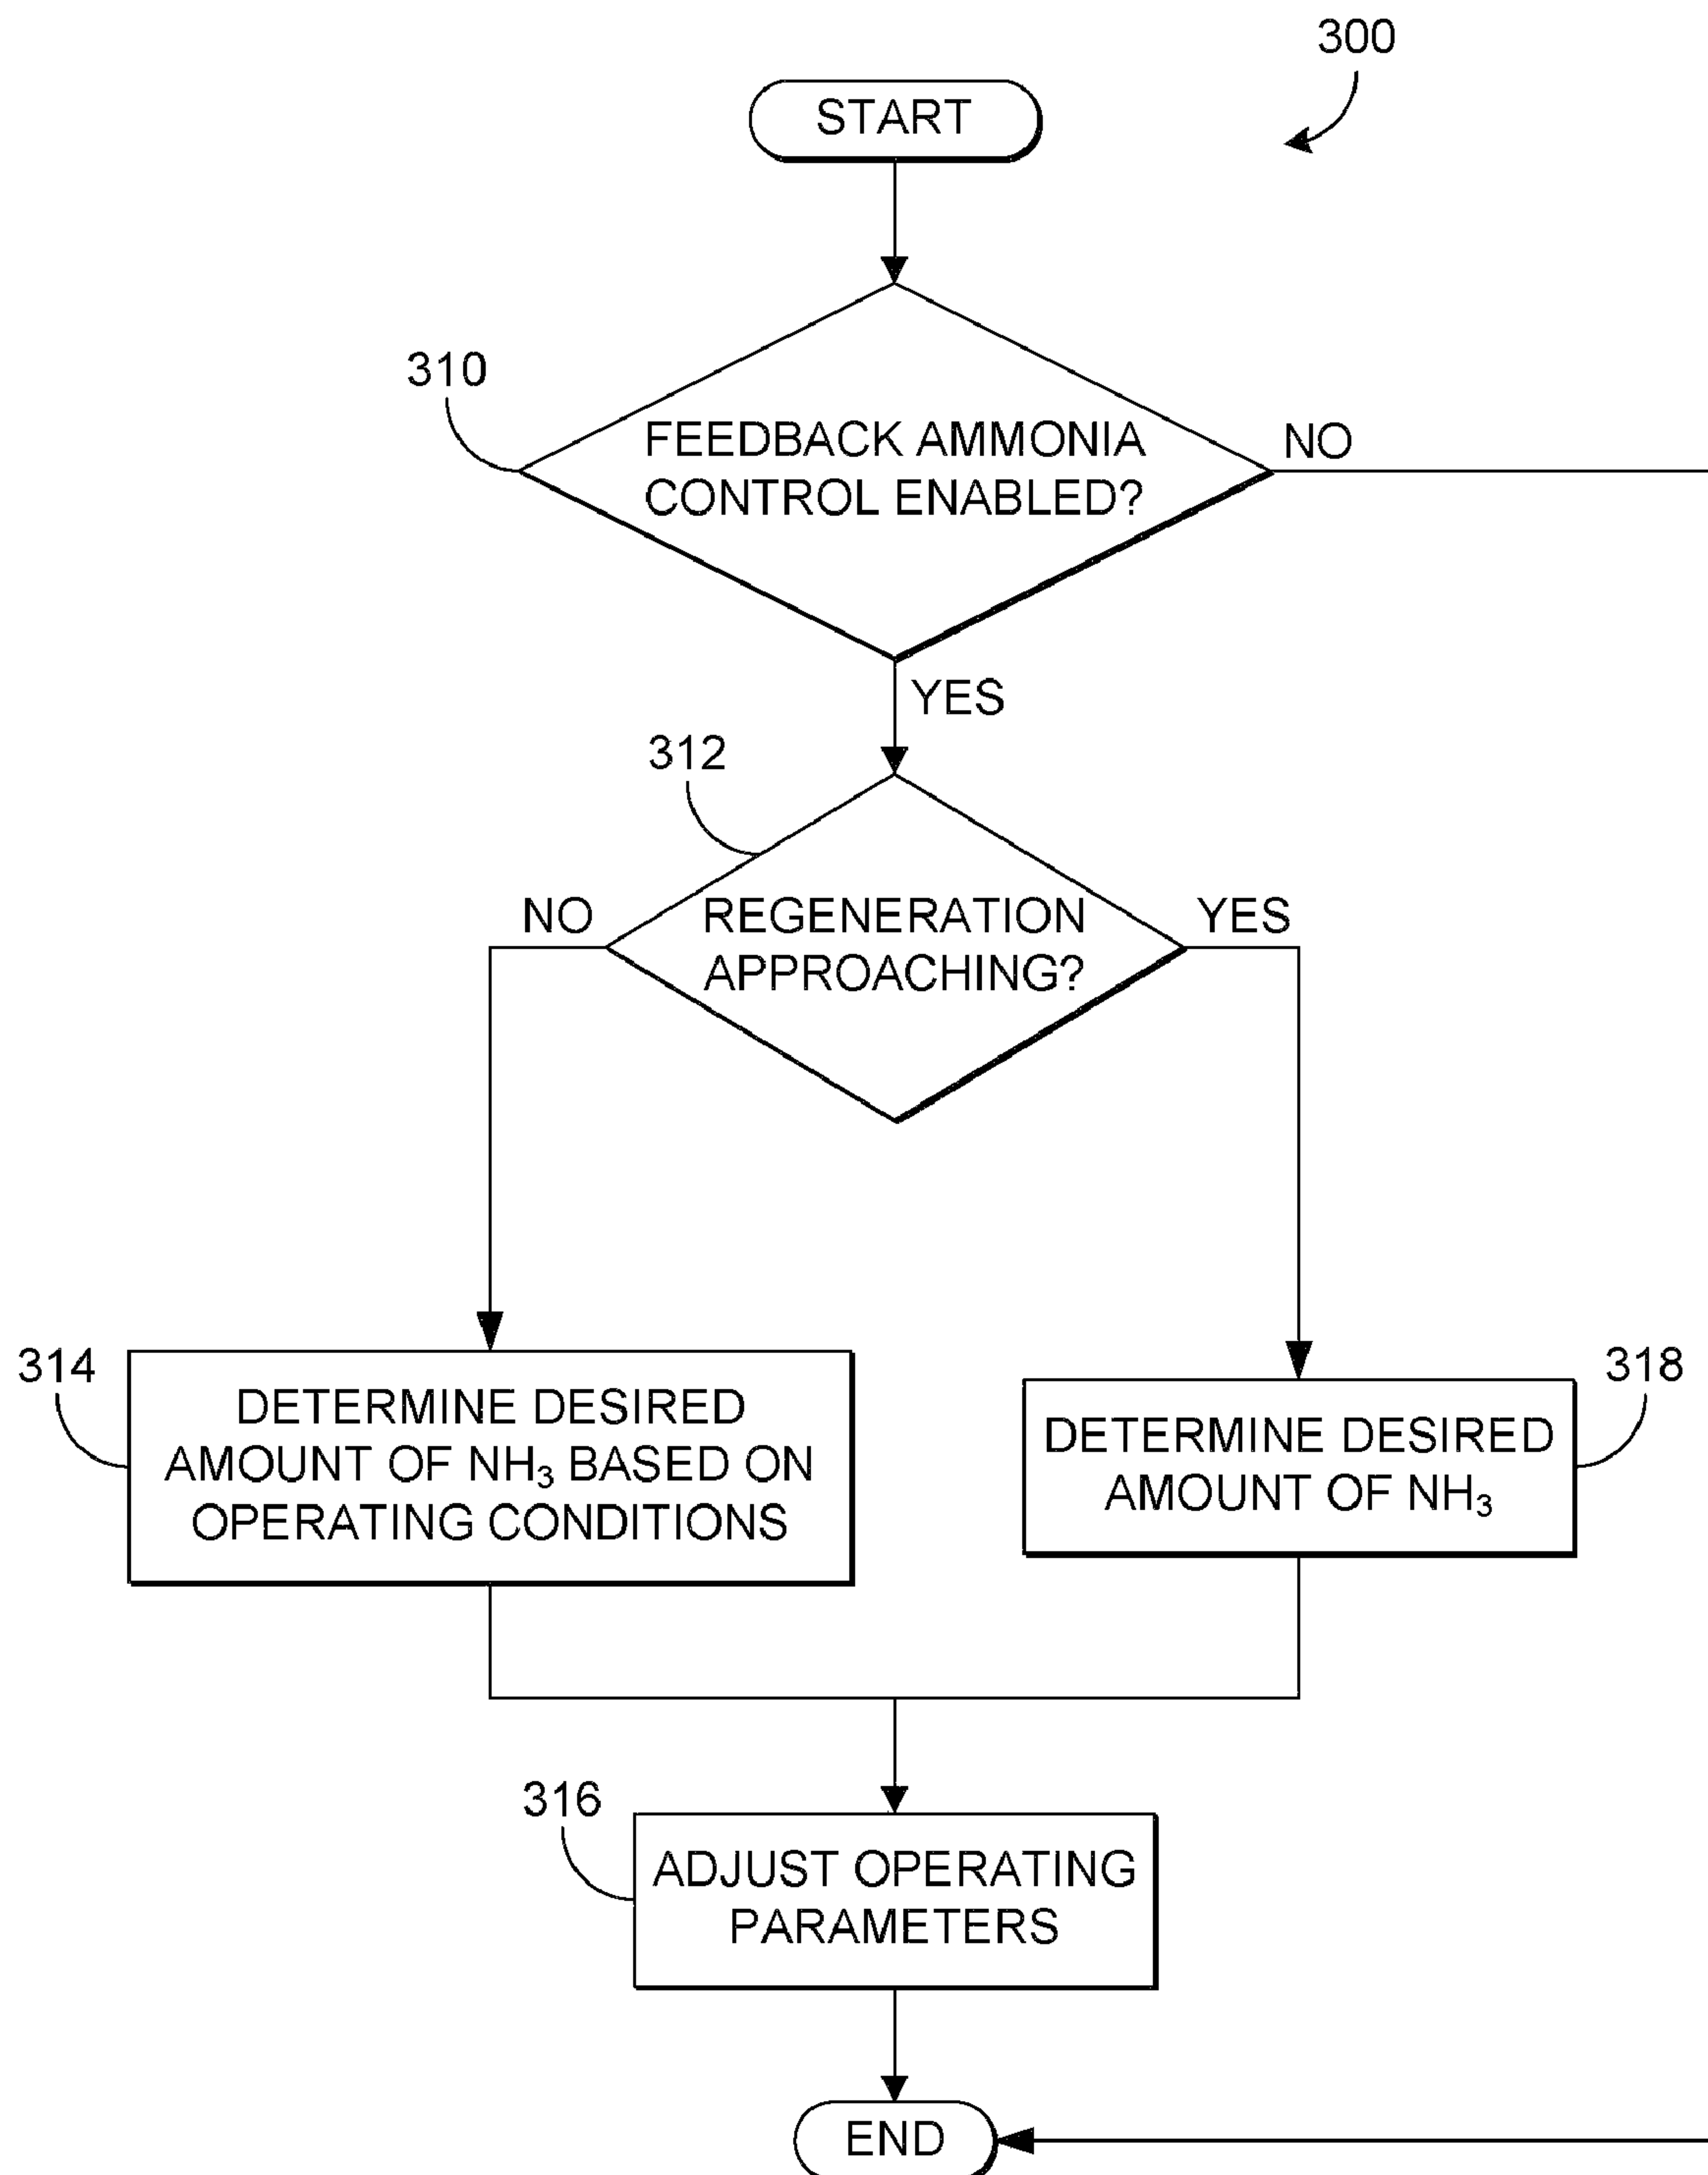 300
START
310
FEEDBACK AMMONIA
CONTROL ENABLED?
NO
YES
312
NO
REGENERATION
APPROACHING?
YES
314
DETERMINE DESIRED
AMOUNT OF NH₃ BASED ON
OPERATING CONDITIONS
318
DETERMINE DESIRED
AMOUNT OF NH₃
316
ADJUST OPERATING
PARAMETERS
END